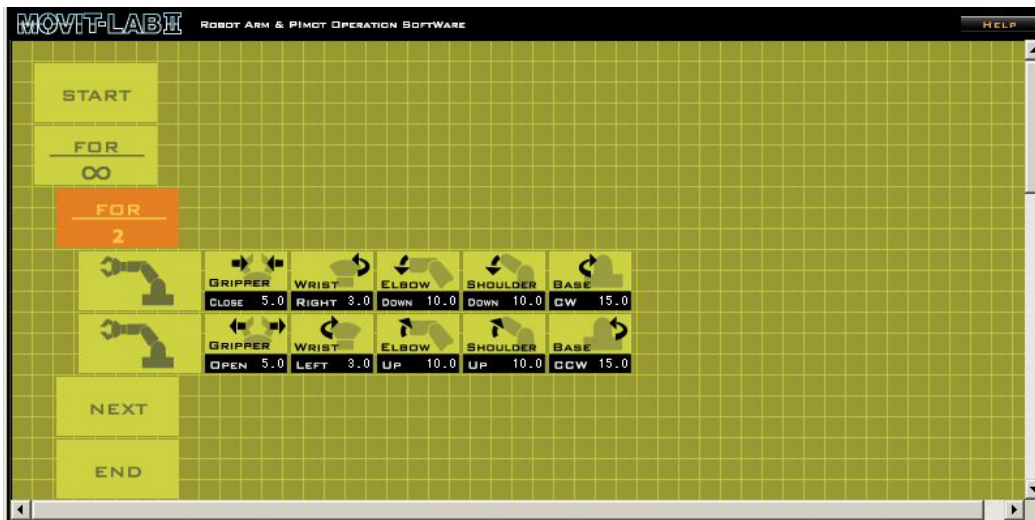 MOVIT-LAB II Robot Arm & PIMOT Operation SoftWare HELP
START
FOR
∞
FOR
2
GRIPPER WRIST ELBOW SHOULDER BASE
CLOSE 5.0 RIGHT 3.0 DOWN 10.0 DOWN 10.0 CW 15.0
GRIPPER WRIST ELBOW SHOULDER BASE
OPEN 5.0 LEFT 3.0 UP 10.0 UP 10.0 CCW 15.0
NEXT
END